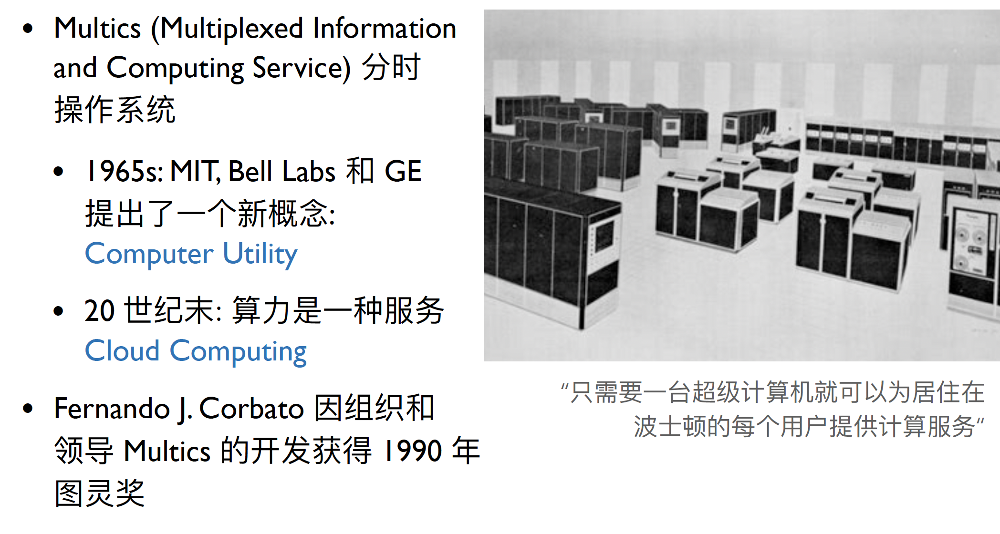 • Multics (Multiplexed Information
and Computing Service) 分时
操作系统
• 1965s: MIT, Bell Labs 和 GE
提出了一个新概念:
Computer Utility
• 20 世纪末: 算力是一种服务
Cloud Computing
• Fernando J. Corbato 因组织和
领导 Multics 的开发获得 1990 年
图灵奖
“只需要一台超级计算机就可以为居住在
波士顿的每个用户提供计算服务“